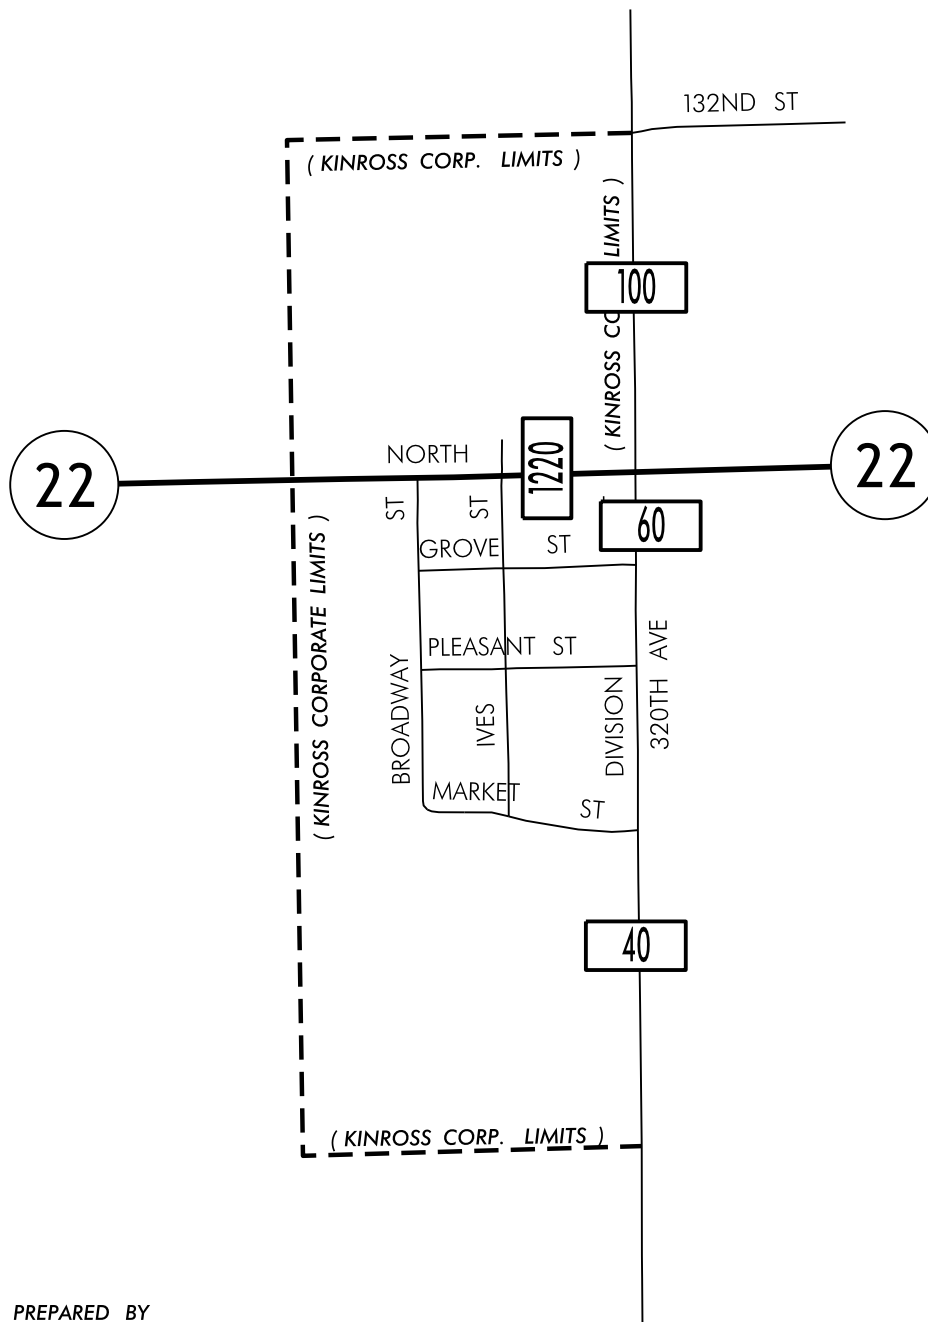 132ND ST
( KINROSS CORP. LIMITS )
( KINROSS CO LIMITS )
100
NORTH
1220
22
22
ST
ST
60
GROVE ST
( KINROSS CORPORATE LIMITS )
PLEASANT ST
BROADWAY
IVES
DIVISION
320TH AVE
MARKET ST
40
( KINROSS CORP. LIMITS )
PREPARED BY